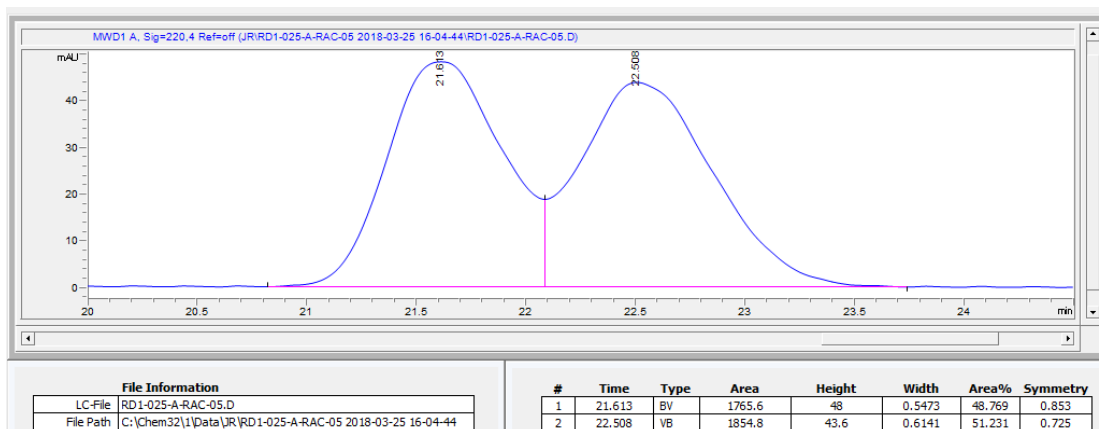 MWD1 A, Sig=220,4 Ref=off (JR\RD1-025-A-RAC-05 2018-03-25 16-04-44\RD1-025-A-RAC-05.D)
mAU
21.613
22.508
40
30
20
10
0
20 20.5 21 21.5 22 22.5 23 23.5 24 min
File Information
LC-File RD1-025-A-RAC-05.D
File Path C:\Chem32\1\Data\JR\RD1-025-A-RAC-05 2018-03-25 16-04-44
# Time Type Area Height Width Area% Symmetry
1 21.613 BV 1765.6 48 0.5473 48.769 0.853
2 22.508 VB 1854.8 43.6 0.6141 51.231 0.725